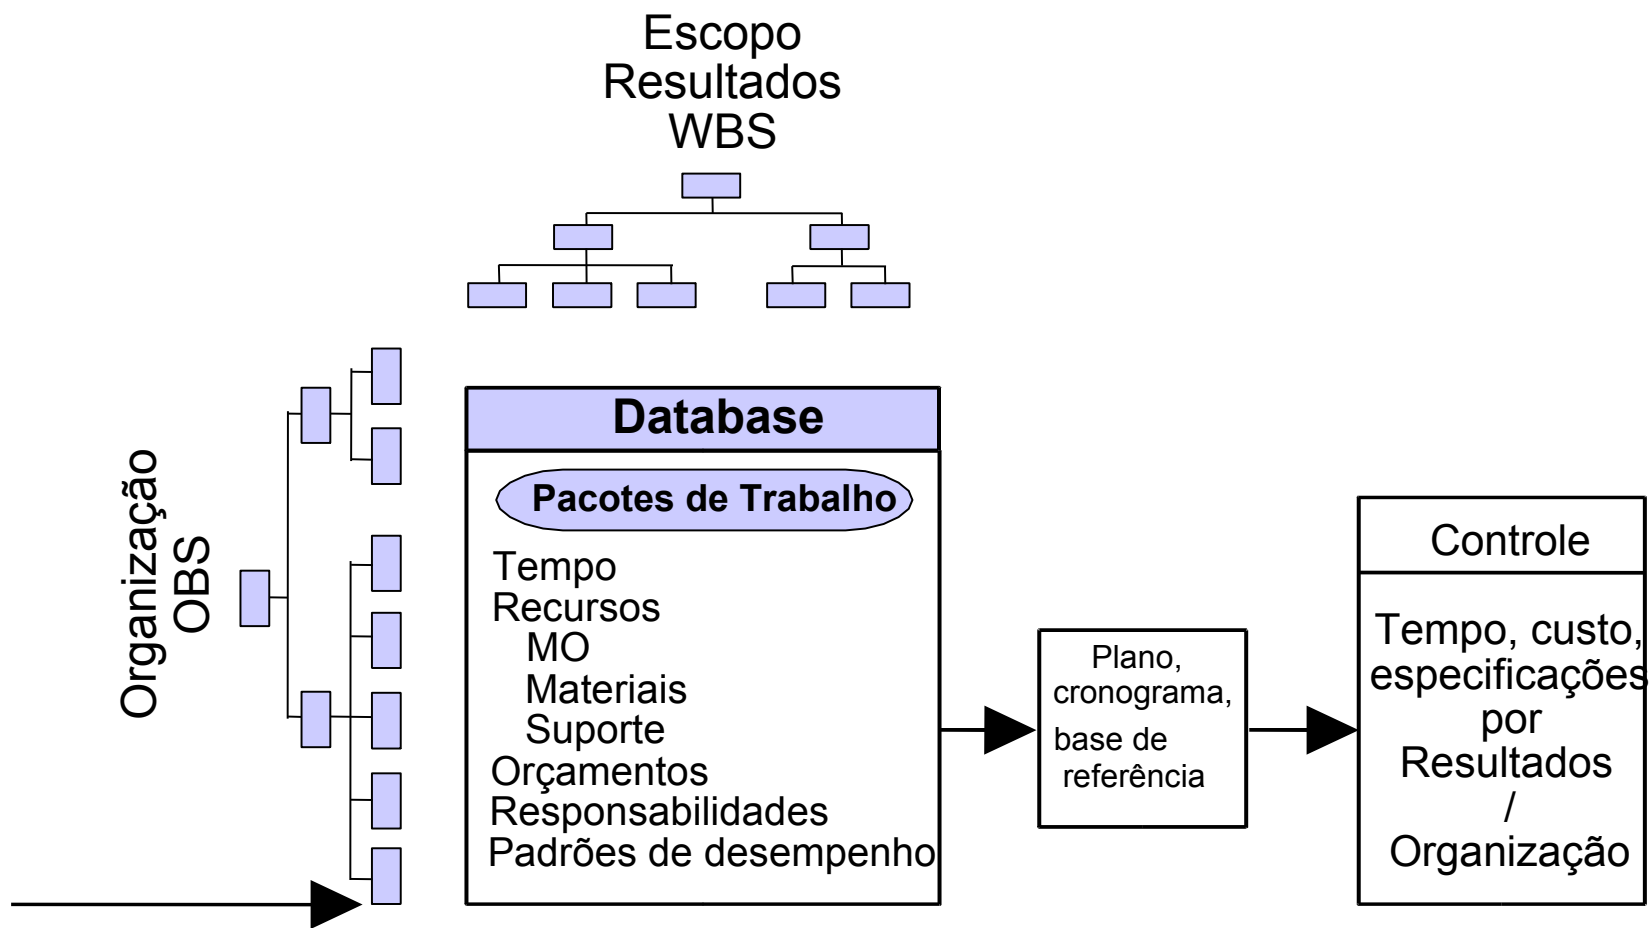 Escopo
Resultados
WBS
Organização
OBS
Database
Pacotes de Trabalho
Tempo
Recursos
MO
Materiais
Suporte
Orçamentos
Responsabilidades
Padrões de desempenho
Plano,
cronograma,
base de
referência
Controle
Tempo, custo,
especificações
por
Resultados
/
Organização